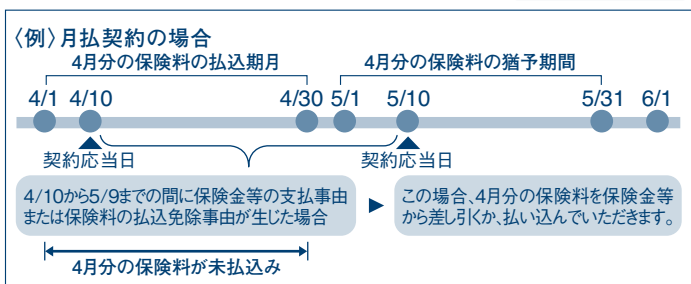 〈例〉月払契約の場合
4月分の保険料の払込期月 4月分の保険料の猶予期間
4/1 4/10 4/30 5/1 5/10 5/31 6/1
契約応当日 契約応当日
4/10から5/9までの間に保険金等の支払事由
または保険料の払込免除事由が生じた場合
この場合、4月分の保険料を保険金等
から差し引くか、払い込んでいただきます。
4月分の保険料が未払込み